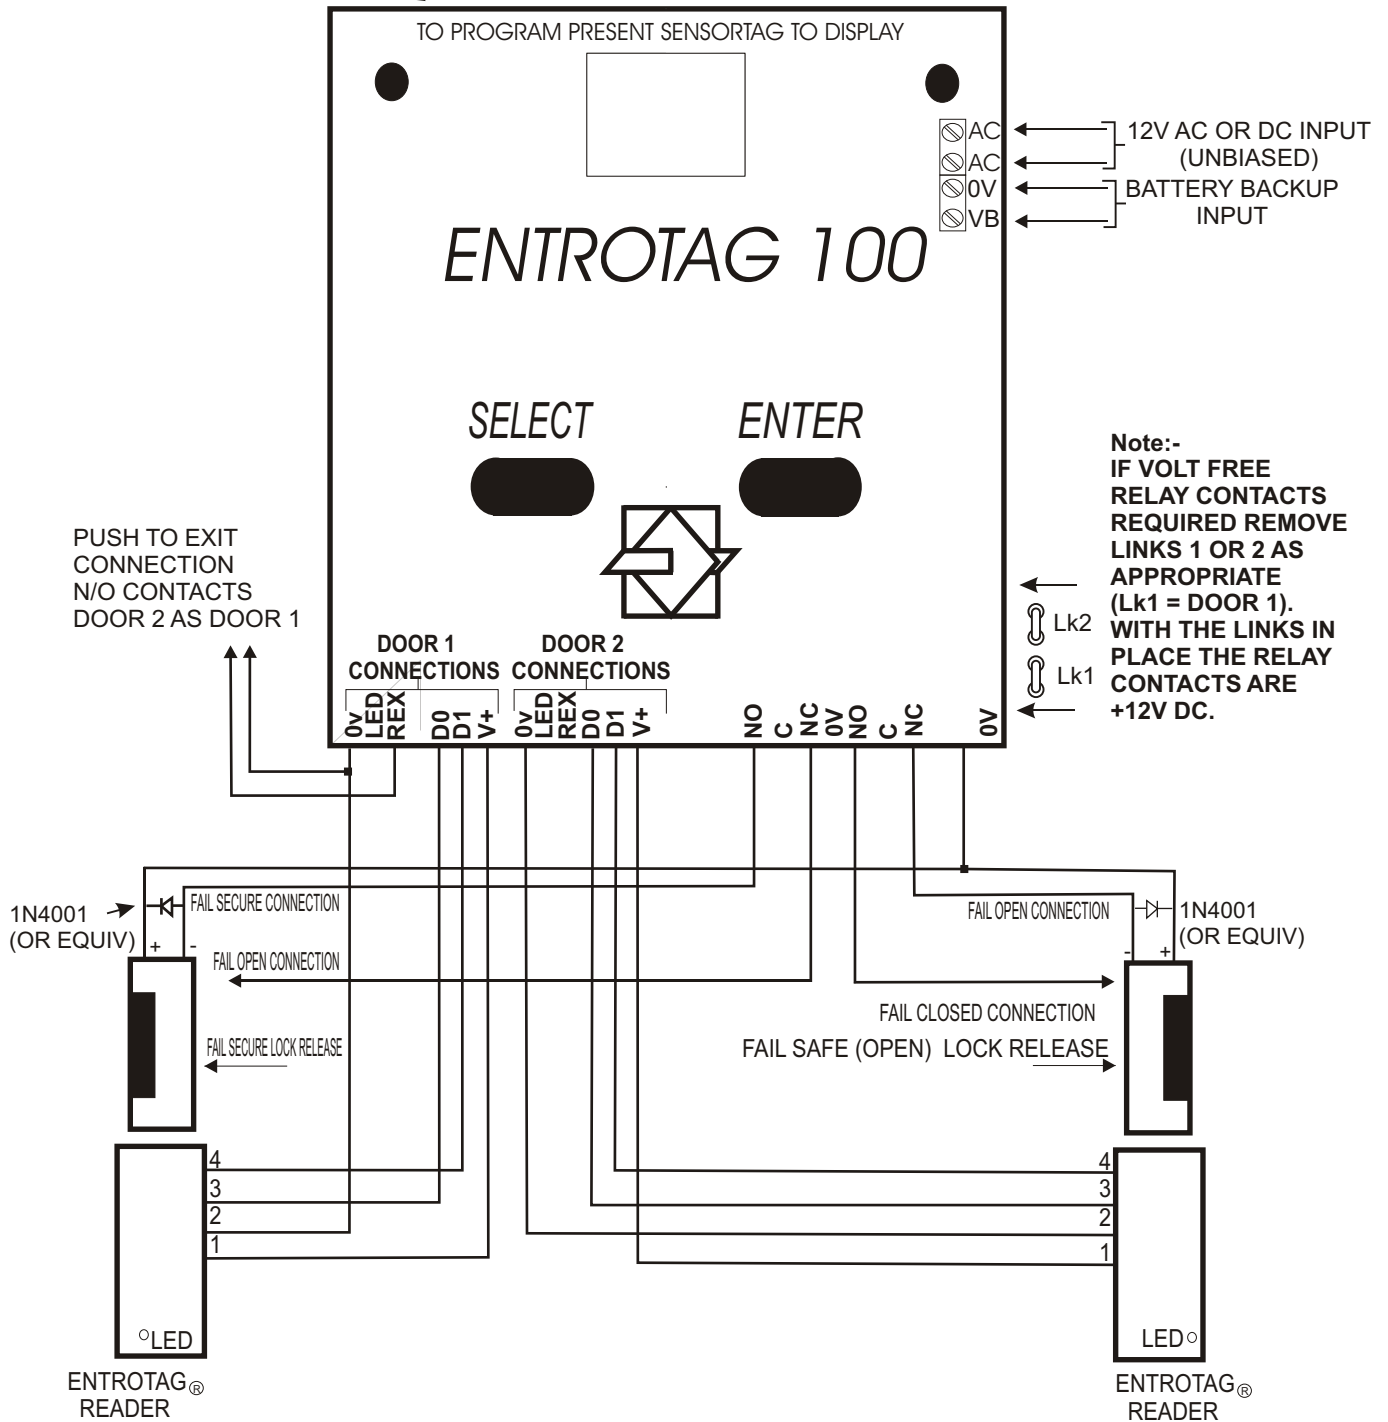 TO PROGRAM PRESENT SENSORTAG TO DISPLAY
AC
AC
0V
VB
12V AC OR DC INPUT
(UNBIASED)
BATTERY BACKUP
INPUT
ENTROTAG 100
SELECT
ENTER
Note:-
IF VOLT FREE
RELAY CONTACTS
REQUIRED REMOVE
LINKS 1 OR 2 AS
APPROPRIATE
(Lk1 = DOOR 1).
WITH THE LINKS IN
PLACE THE RELAY
CONTACTS ARE
+12V DC.
Lk2
Lk1
PUSH TO EXIT
CONNECTION
N/O CONTACTS
DOOR 2 AS DOOR 1
DOOR 1
CONNECTIONS
DOOR 2
CONNECTIONS
0v
LED
REX
D0
D1
V+
0v
LED
REX
D0
D1
V+
NO
C
NC
0V
NO
C
NC
0V
1N4001
(OR EQUIV)
+
-
FAIL SECURE CONNECTION
FAIL OPEN CONNECTION
FAIL SECURE LOCK RELEASE
FAIL OPEN CONNECTION
1N4001
(OR EQUIV)
-
+
FAIL CLOSED CONNECTION
FAIL SAFE (OPEN) LOCK RELEASE
4
3
2
1
LED
ENTROTAG®
READER
4
3
2
1
LED
ENTROTAG®
READER